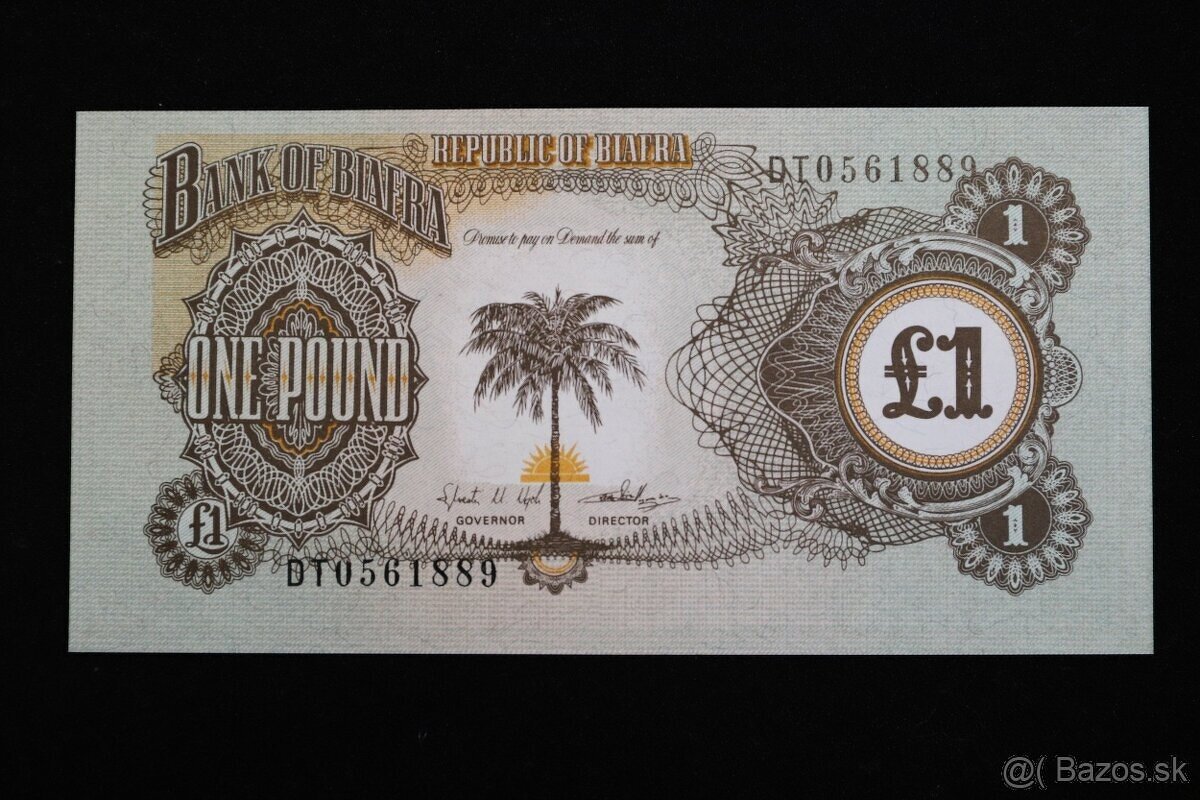 BANK OF BIAFRA
REPUBLIC OF BIAFRA
DT0561889
1
Promise to pay on Demand the sum of
ONE POUND
£1
GOVERNOR
DIRECTOR
£1
1
DT0561889
@( Bazos.sk